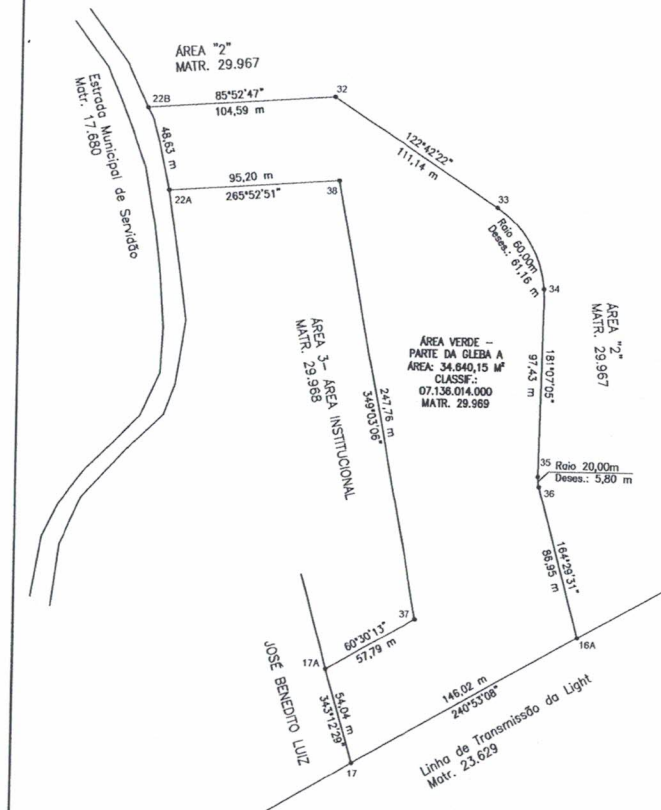 ÁREA "2"
MATR. 29.967
Estrada Municipal de Servidão
Matr. 17.680
22B
85°52'47"
104,59 m
32
48,63 m
122°42'22"
111,14 m
95,20 m
265°52'51"
22A
38
33
Raio 60,00m
Deses.: 61,16 m
34
ÁREA "2"
MATR. 29.967
ÁREA VERDE -
PARTE DA GLEBA A
ÁREA: 34.640,15 M²
CLASSIF.:
07.136.014.000
MATR. 29.969
181°07'05"
97,43 m
ÁREA 3- ÁREA INSTITUCIONAL
MATR. 29.968
247,76 m
349°03'06"
35
Raio 20,00m
Deses.: 5,80 m
36
164°29'31"
86,95 m
37
60°30'13"
57,79 m
17A
16A
JOSÉ BENEDITO LUIZ
54,04 m
343°12'29"
146,02 m
240°53'08"
17
Linha de Transmissão da Light
Matr. 23.629